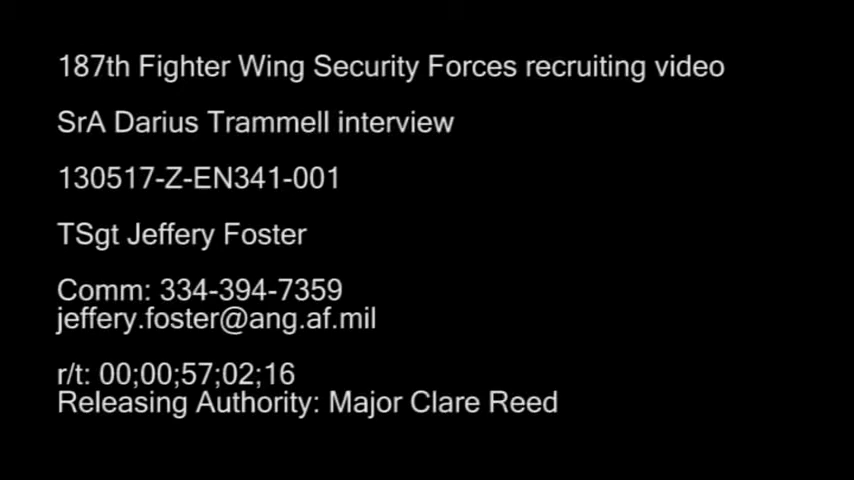 187th Fighter Wing Security Forces recruiting video
SrA Darius Trammell interview
130517-Z-EN341-001
TSgt Jeffery Foster
Comm: 334-394-7359
jeffery.foster@ang.af.mil
r/t: 00;00;57;02;16
Releasing Authority: Major Clare Reed